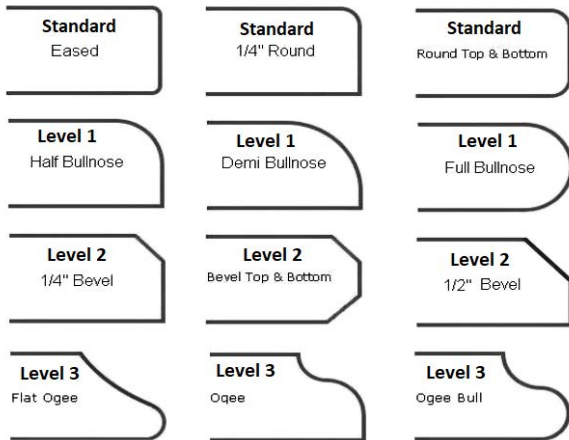 Standard
Eased
Standard
1/4" Round
Standard
Round Top & Bottom
Level 1
Half Bullnose
Level 1
Demi Bullnose
Level 1
Full Bullnose
Level 2
1/4" Bevel
Level 2
Bevel Top & Bottom
Level 2
1/2" Bevel
Level 3
Flat Ogee
Level 3
Ogee
Level 3
Ogee Bull